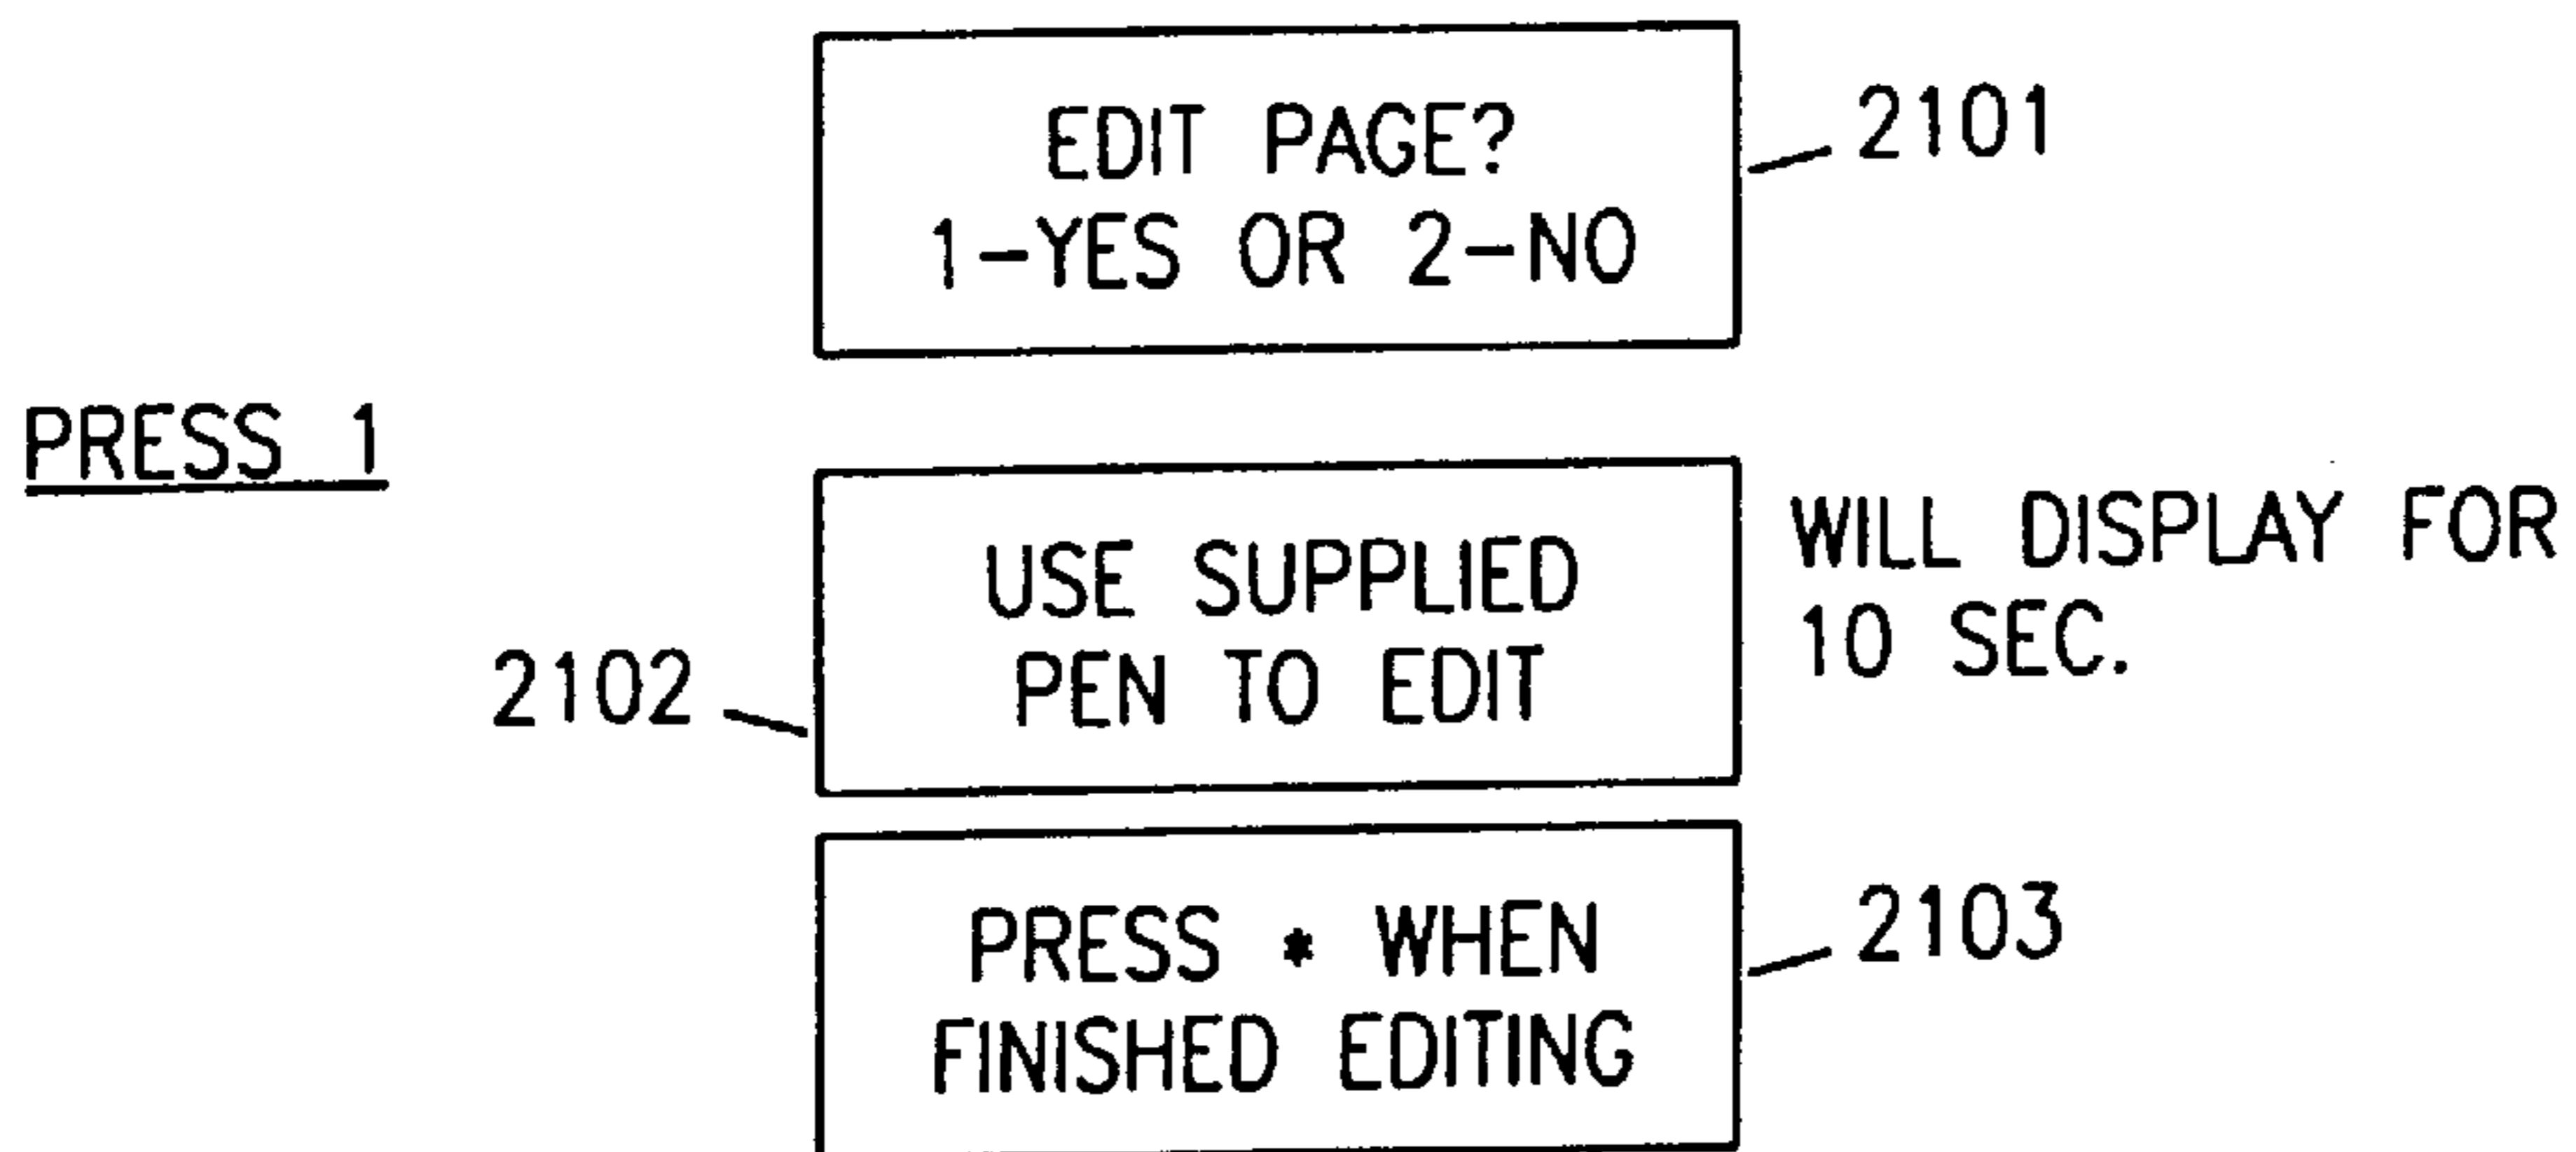 EDIT PAGE?
1-YES OR 2-NO
2101
PRESS 1
USE SUPPLIED
PEN TO EDIT
2102
WILL DISPLAY FOR
10 SEC.
PRESS * WHEN
FINISHED EDITING
2103